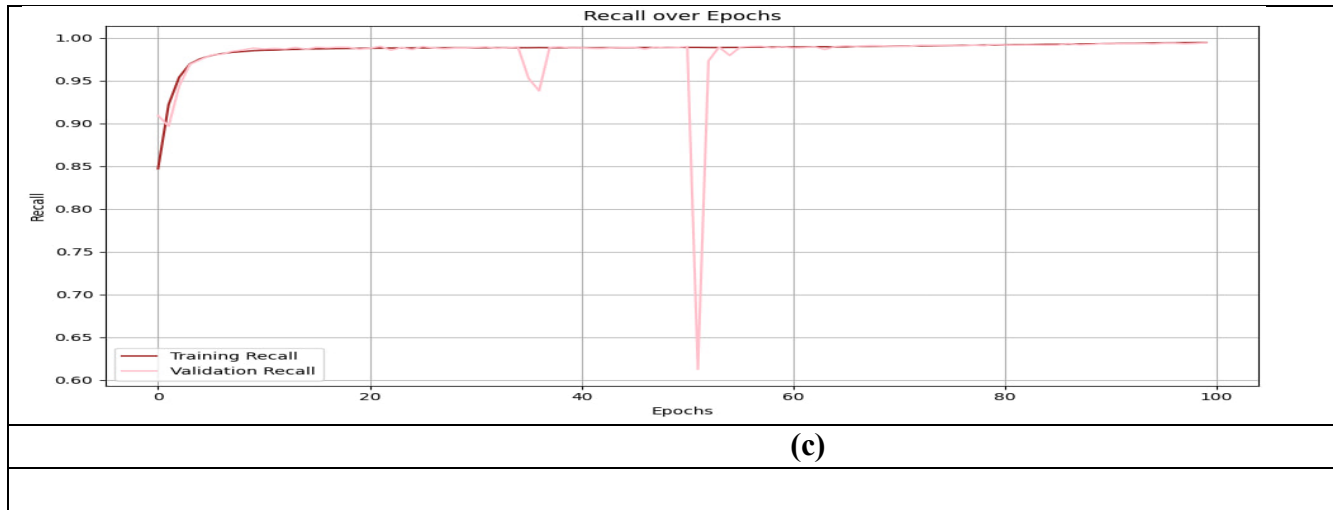 Recall over Epochs
1.00
0.95
0.90
0.85
0.80
0.75
0.70
0.65
0.60
Recall
Training Recall
Validation Recall
0 20 40 60 80 100
Epochs
(c)